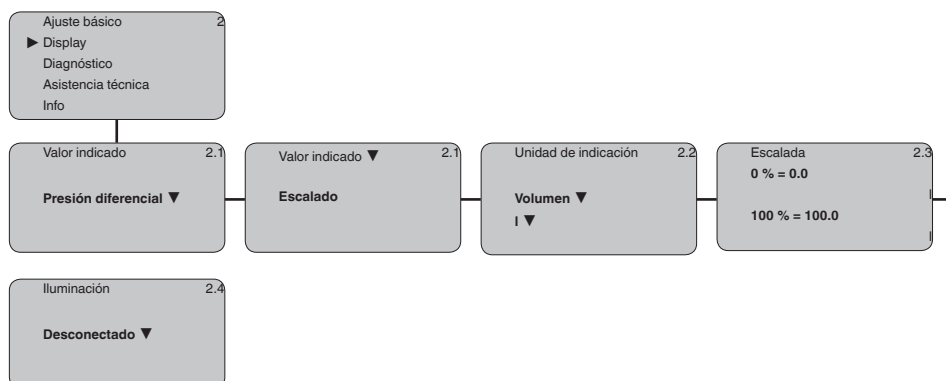 Ajuste básico 2
▶ Display
Diagnóstico
Asistencia técnica
Info
Valor indicado 2.1
Presión diferencial ▼
Valor indicado ▼ 2.1
Escalado
Unidad de indicación 2.2
Volumen ▼
l ▼
Escalada 2.3
0 % = 0.0
l
100 % = 100.0
l
Iluminación 2.4
Desconectado ▼